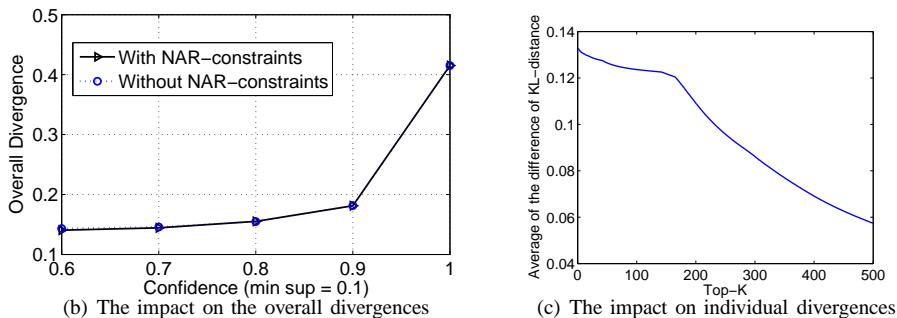 0.5
0.4
0.3
0.2
0.1
Overall Divergence
With NAR−constraints
Without NAR−constraints
0.6 0.7 0.8 0.9 1
Confidence (min sup = 0.1)
(b) The impact on the overall divergences
0.14
0.12
0.1
0.08
0.06
0.04
Average of the difference of KL−distance
0 100 200 300 400 500
Top−K
(c) The impact on individual divergences